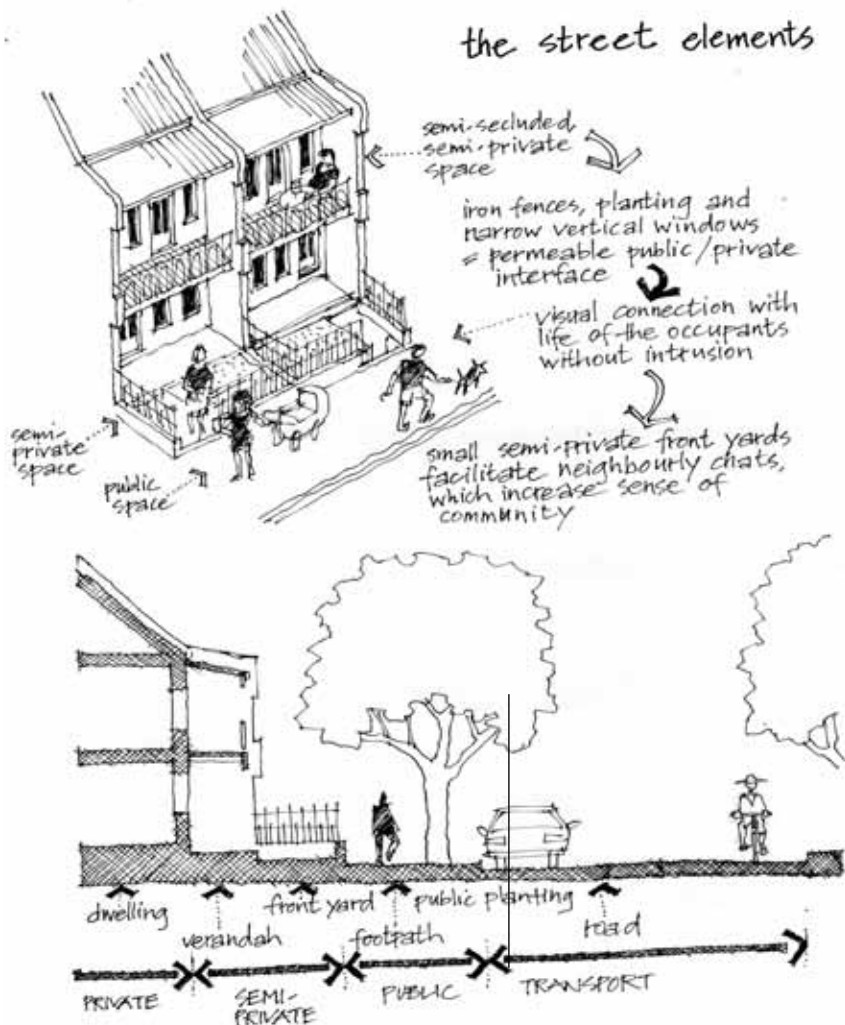 the street elements
semi-secluded
semi-private
space
iron fences, planting and
narrow vertical windows
= permeable public/private
interface
visual connection with
life of the occupants
without intrusion
semi-
private
space
public
space
small semi-private front yards
facilitate neighbourly chats,
which increase sense of
community
dwelling
verandah
front yard
footpath
public planting
road
PRIVATE
SEMI-
PRIVATE
PUBLIC
TRANSPORT